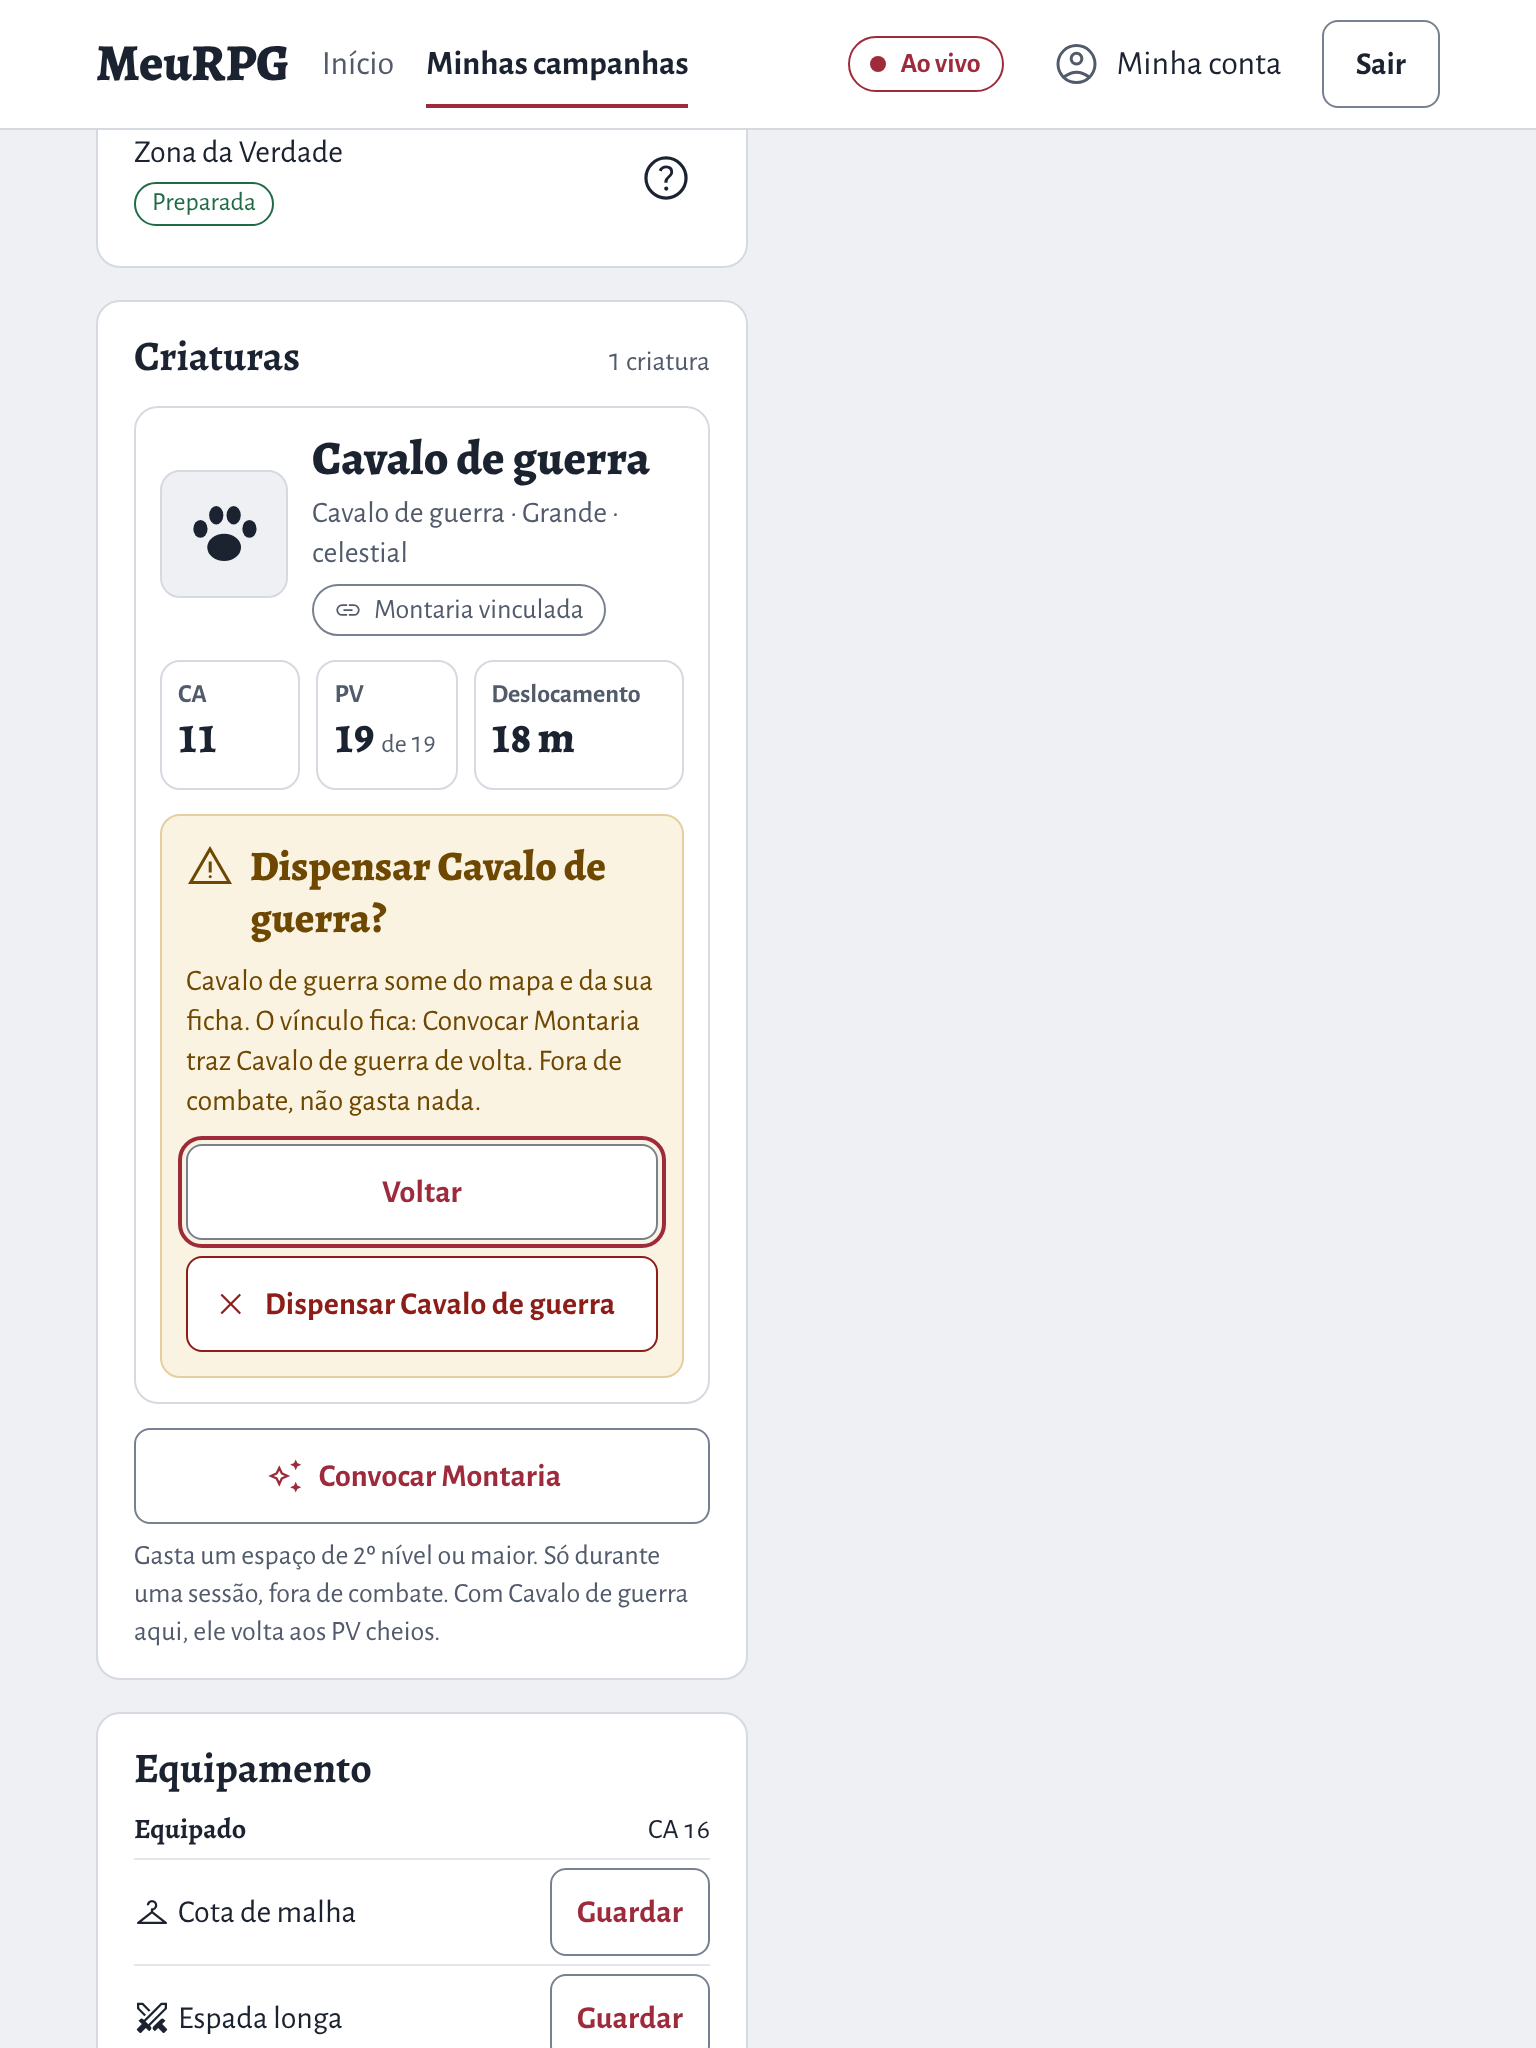 MeuRPG
Início
Minhas campanhas
Ao vivo
Minha conta
Sair
Zona da Verdade
Preparada
Criaturas
1 criatura
Cavalo de guerra
Cavalo de guerra · Grande ·
celestial
Montaria vinculada
CA
11
PV
19 de 19
Deslocamento
18 m
Dispensar Cavalo de
guerra?
Cavalo de guerra some do mapa e da sua
ficha. O vínculo fica: Convocar Montaria
traz Cavalo de guerra de volta. Fora de
combate, não gasta nada.
Voltar
Dispensar Cavalo de guerra
Convocar Montaria
Gasta um espaço de 2º nível ou maior. Só durante
uma sessão, fora de combate. Com Cavalo de guerra
aqui, ele volta aos PV cheios.
Equipamento
Equipado
CA 16
Cota de malha
Guardar
Espada longa
Guardar